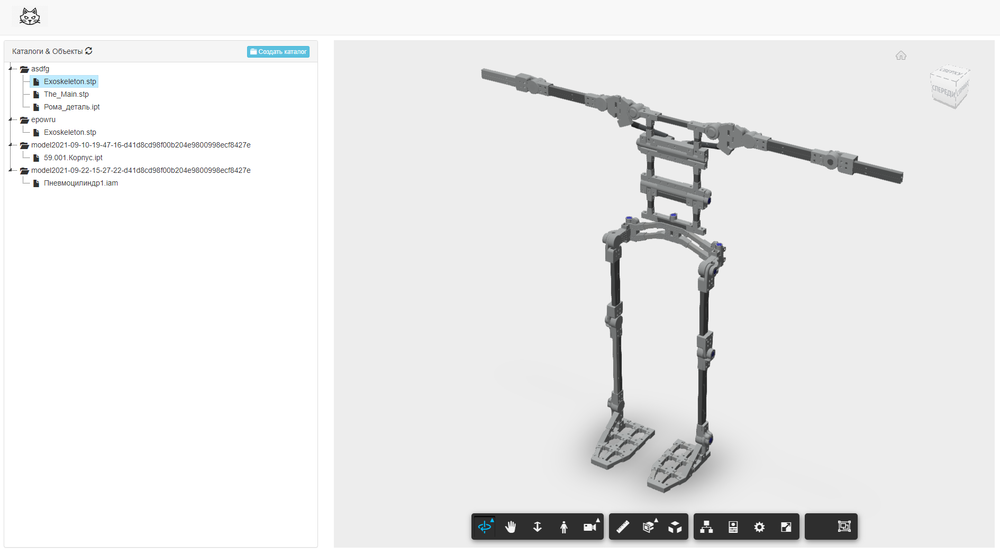 Каталоги & Объекты
Создать каталог
asdfg
Exoskeleton.stp
The_Main.stp
Рома_деталь.ipt
epowru
Exoskeleton.stp
model2021-09-10-19-47-16-d41d8cd98f00b204e9800998ecf8427e
59.001.Корпус.ipt
model2021-09-22-15-27-22-d41d8cd98f00b204e9800998ecf8427e
Пневмоцилиндр1.iam
СВЕРХУ
СПЕРЕДИ